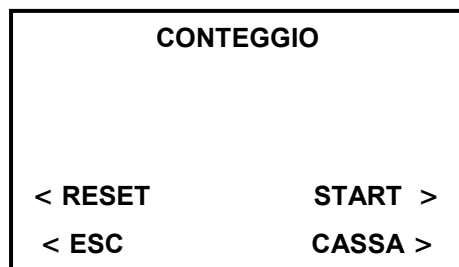 CONTEGGIO
< RESET START >
< ESC CASSA >